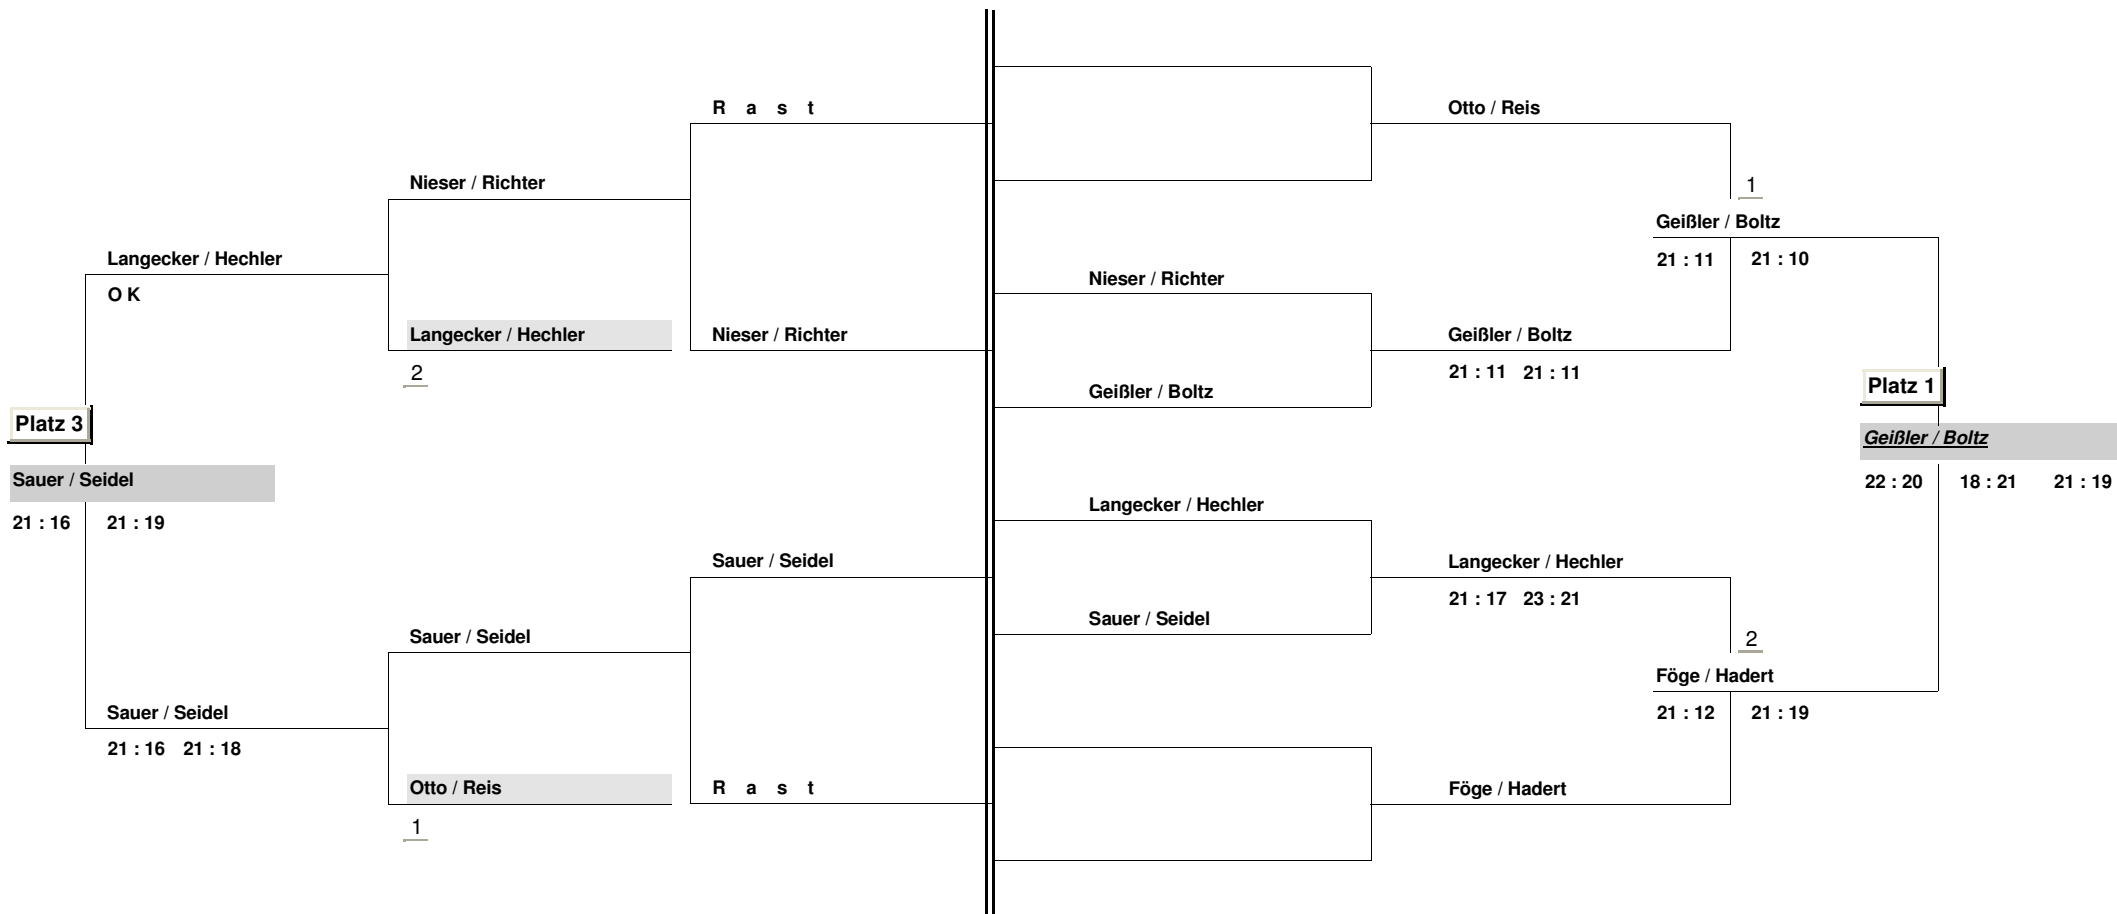 R a s t
Otto / Reis
Nieser / Richter
1
Geißler / Boltz
Langecker / Hechler
21 : 11 21 : 10
O K
Nieser / Richter
Langecker / Hechler
Nieser / Richter
Geißler / Boltz
2
21 : 11 21 : 11
Geißler / Boltz
Platz 1
Platz 3
Geißler / Boltz
Sauer / Seidel
22 : 20 18 : 21 21 : 19
21 : 16 21 : 19
Langecker / Hechler
Sauer / Seidel
Langecker / Hechler
21 : 17 23 : 21
Sauer / Seidel
Sauer / Seidel
2
Föge / Hadert
Sauer / Seidel
21 : 12 21 : 19
21 : 16 21 : 18
Otto / Reis
R a s t
Föge / Hadert
1